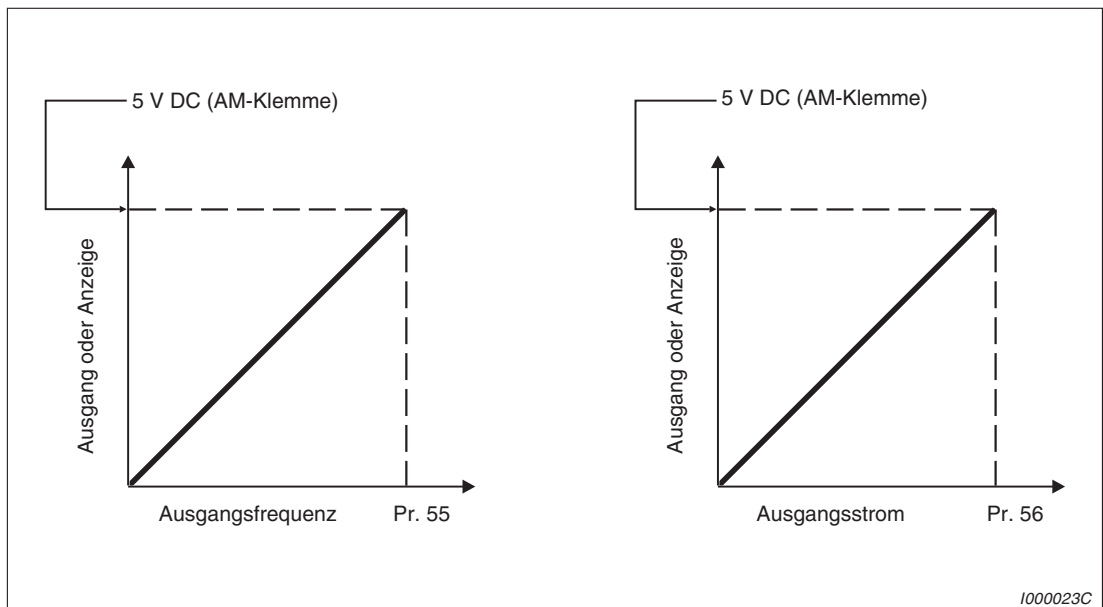 5 V DC (AM-Klemme)
Ausgang oder Anzeige
Ausgangsfrequenz
Pr. 55
5 V DC (AM-Klemme)
Ausgang oder Anzeige
Ausgangsstrom
Pr. 56
I000023C